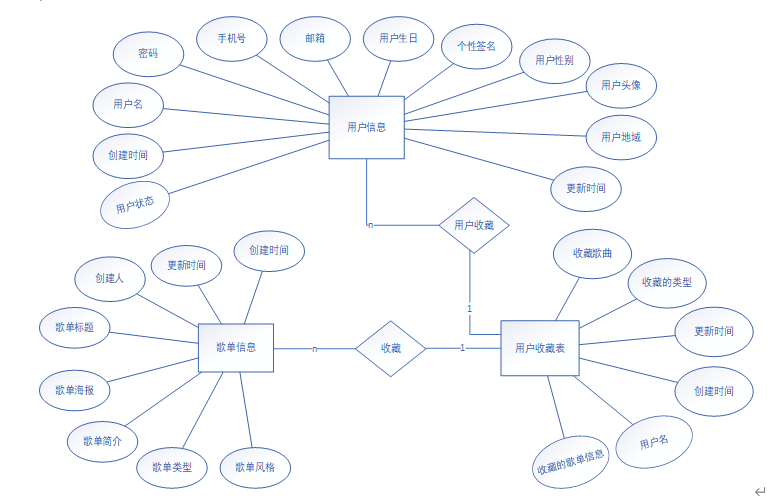 手机号
邮箱
用户生日
个性签名
密码
用户性别
用户头像
用户名
用户信息
用户地域
创建时间
更新时间
用户状态
n
用户收藏
创建时间
收藏歌曲
更新时间
创建人
收藏的类型
1
歌单标题
更新时间
歌单信息
n
收藏
1
用户收藏表
歌单海报
创建时间
歌单简介
用户名
歌单类型
歌单风格
收藏的歌单信息